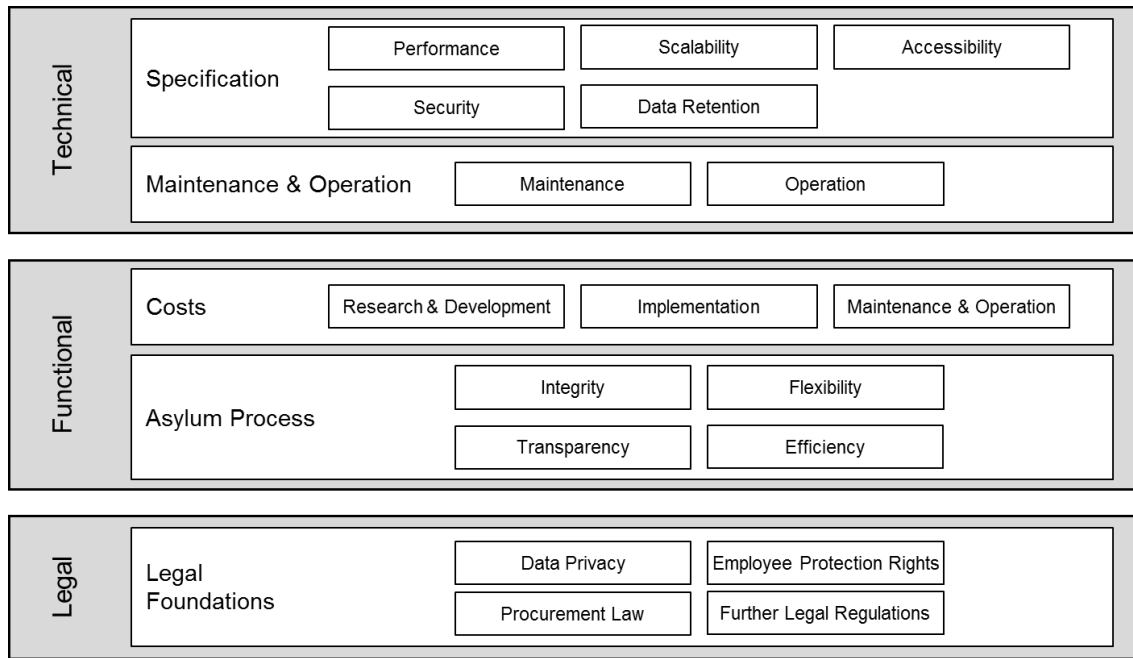 Technical
Specification
Performance
Scalability
Accessibility
Security
Data Retention
Maintenance & Operation
Maintenance
Operation
Functional
Costs
Research & Development
Implementation
Maintenance & Operation
Asylum Process
Integrity
Flexibility
Transparency
Efficiency
Legal
Legal
Foundations
Data Privacy
Employee Protection Rights
Procurement Law
Further Legal Regulations